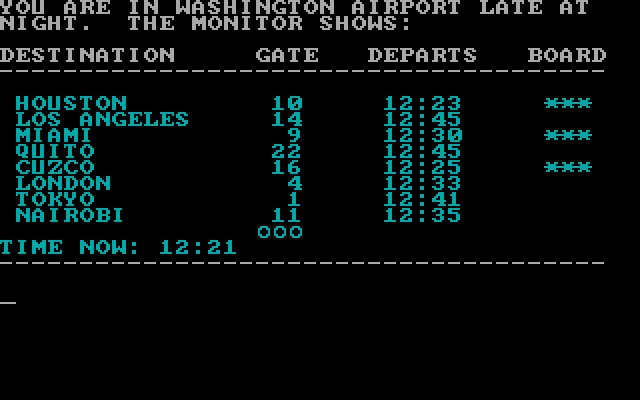 YOU ARE IN WASHINGTON AIRPORT LATE AT
NIGHT.  THE MONITOR SHOWS:
DESTINATION GATE DEPARTS BOARD
--------------------------------------
HOUSTON 10 12:23 ***
LOS ANGELES 14 12:45
MIAMI 9 12:30 ***
QUITO 22 12:45
CUZCO 16 12:25 ***
LONDON 4 12:33
TOKYO 1 12:41
NAIROBI 11 12:35
ooo
TIME NOW: 12:21
--------------------------------------
_